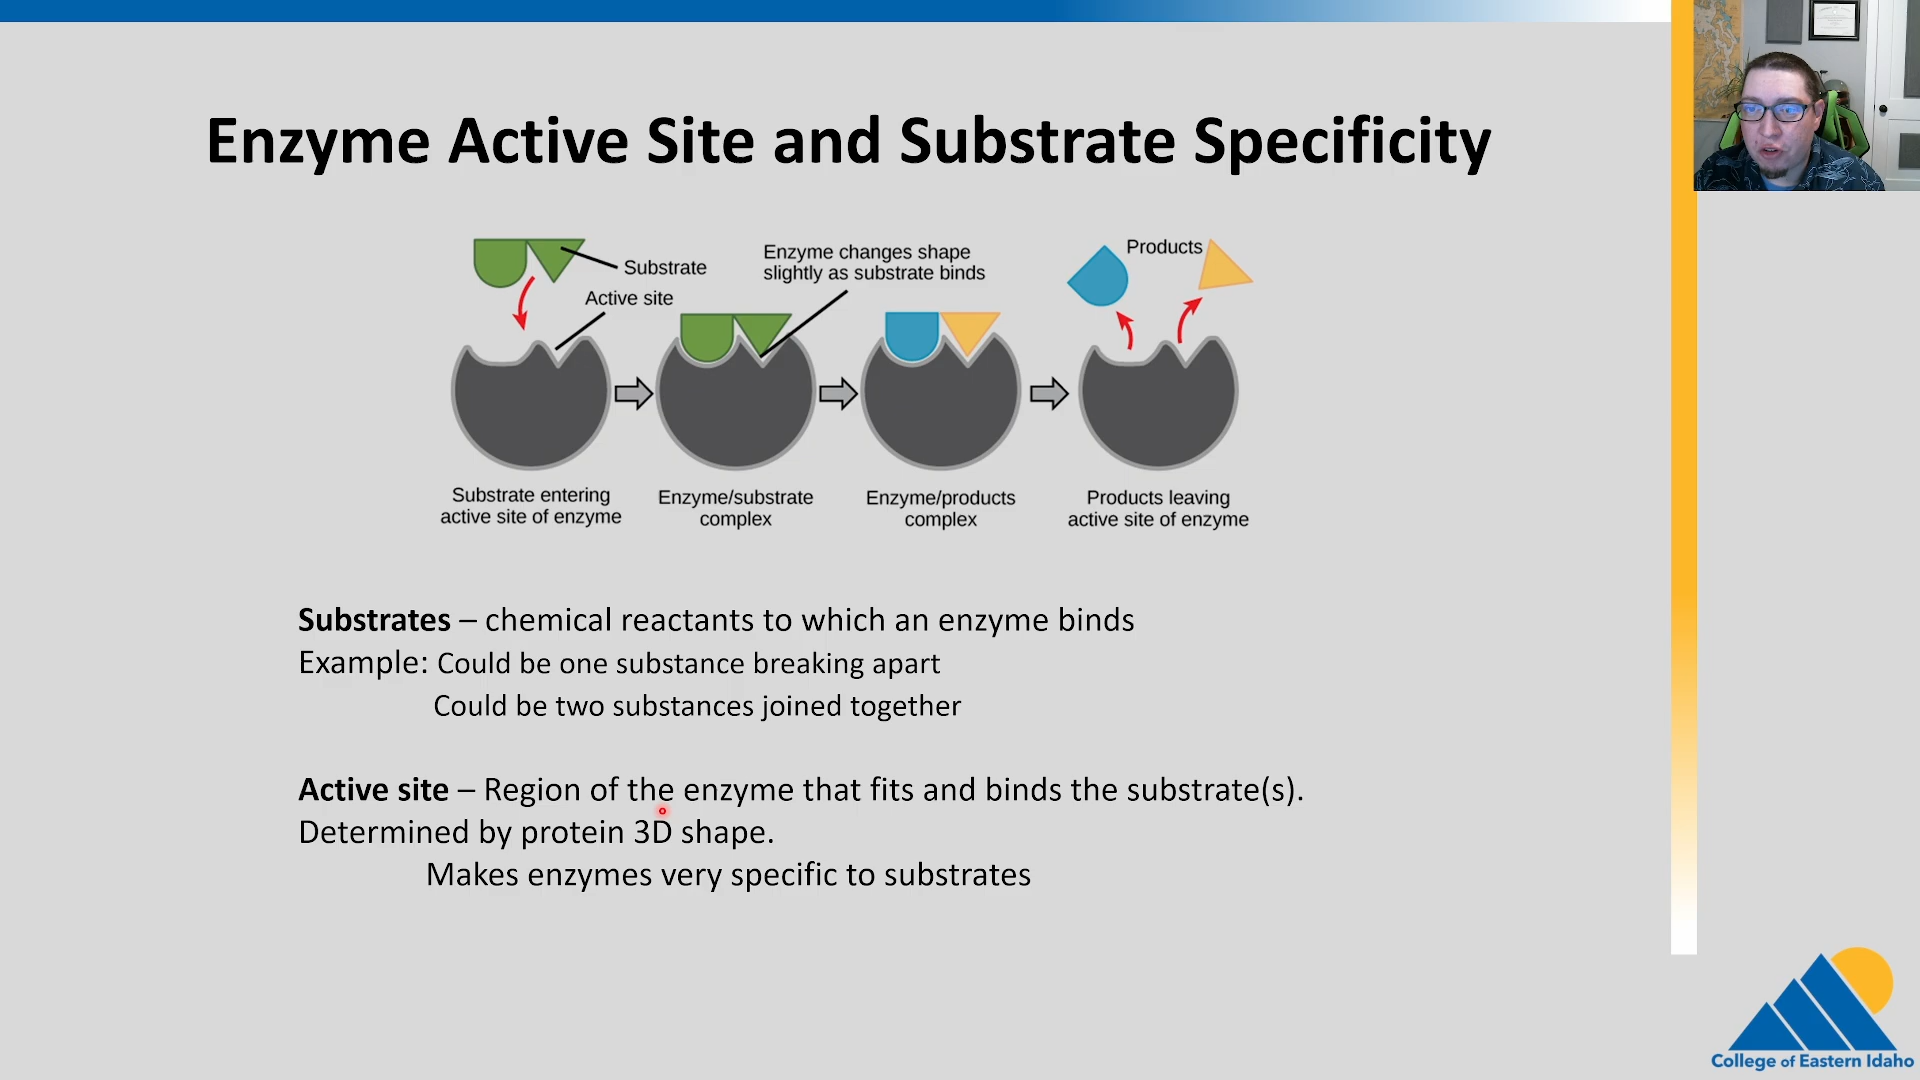 Enzyme Active Site and Substrate Specificity
Substrate
Active site
Enzyme changes shape
slightly as substrate binds
Products
Substrate entering
active site of enzyme
Enzyme/substrate
complex
Enzyme/products
complex
Products leaving
active site of enzyme
Substrates – chemical reactants to which an enzyme binds
Example: Could be one substance breaking apart
Could be two substances joined together
Active site – Region of the enzyme that fits and binds the substrate(s).
Determined by protein 3D shape.
Makes enzymes very specific to substrates
College of Eastern Idaho